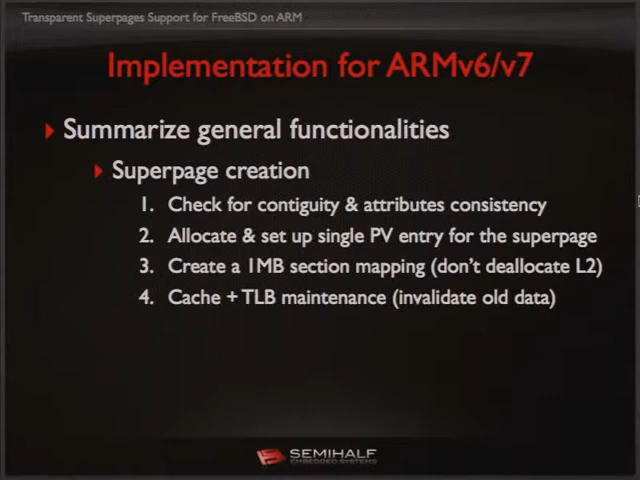 Transparent Superpages Support for FreeBSD on ARM
Implementation for ARMv6/v7
Summarize general functionalities
Superpage creation
1. Check for contiguity & attributes consistency
2. Allocate & set up single PV entry for the superpage
3. Create a 1MB section mapping (don't deallocate L2)
4. Cache + TLB maintenance (invalidate old data)
SEMIHALF
EMBEDDED SYSTEMS